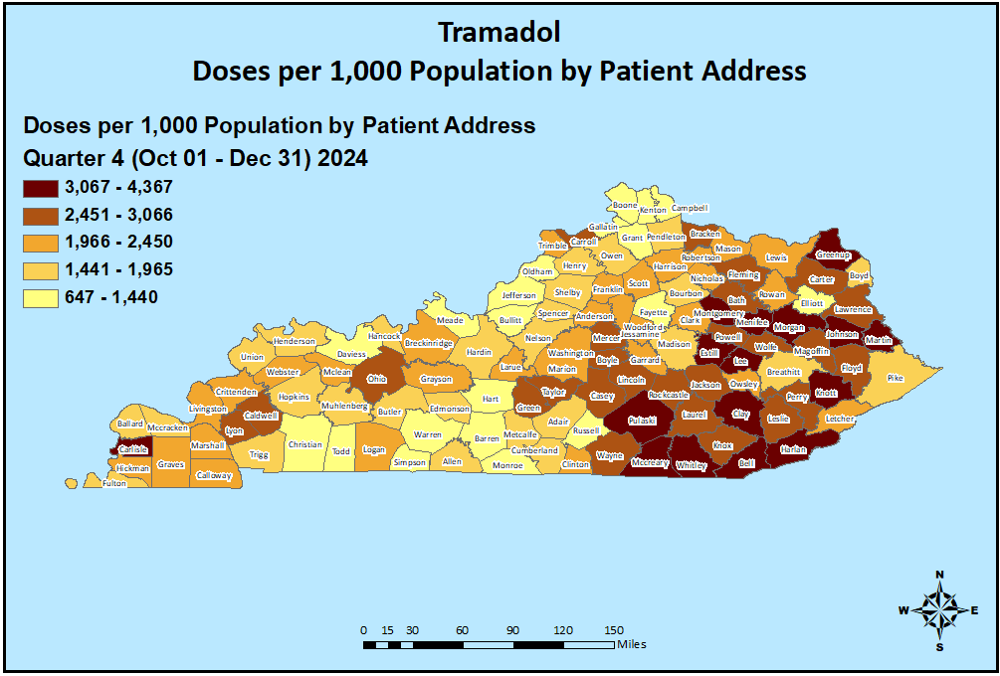 Tramadol
Doses per 1,000 Population by Patient Address
Doses per 1,000 Population by Patient Address
Quarter 4 (Oct 01 - Dec 31) 2024
3,067 - 4,367
2,451 - 3,066
1,966 - 2,450
1,441 - 1,965
647 - 1,440
Boone
Kenton
Campbell
Gallatin
Grant
Pendleton
Bracken
Trimble
Carroll
Owen
Mason
Robertson
Lewis
Greenup
Oldham
Henry
Harrison
Fleming
Carter
Boyd
Nicholas
Jefferson
Shelby
Franklin
Scott
Bourbon
Bath
Rowan
Elliott
Lawrence
Meade
Bullitt
Spencer
Anderson
Woodford
Fayette
Clark
Montgomery
Menifee
Morgan
Johnson
Martin
Hancock
Breckinridge
Nelson
Mercer
Jessamine
Madison
Powell
Wolfe
Magoffin
Henderson
Union
Daviess
Hardin
Washington
Boyle
Garrard
Estill
Lee
Floyd
Webster
Mclean
Ohio
Grayson
Larue
Marion
Lincoln
Rockcastle
Jackson
Owsley
Breathitt
Pike
Crittenden
Hopkins
Muhlenberg
Butler
Edmonson
Hart
Green
Taylor
Casey
Perry
Knott
Livingston
Caldwell
Lyon
Adair
Pulaski
Laurel
Clay
Leslie
Letcher
Ballard
Mccracken
Christian
Warren
Barren
Metcalfe
Russell
Carlisle
Marshall
Trigg
Todd
Logan
Simpson
Allen
Monroe
Cumberland
Clinton
Wayne
Mccreary
Whitley
Knox
Bell
Harlan
Hickman
Graves
Calloway
Fulton
N
W
E
S
0 15 30 60 90 120 150
Miles